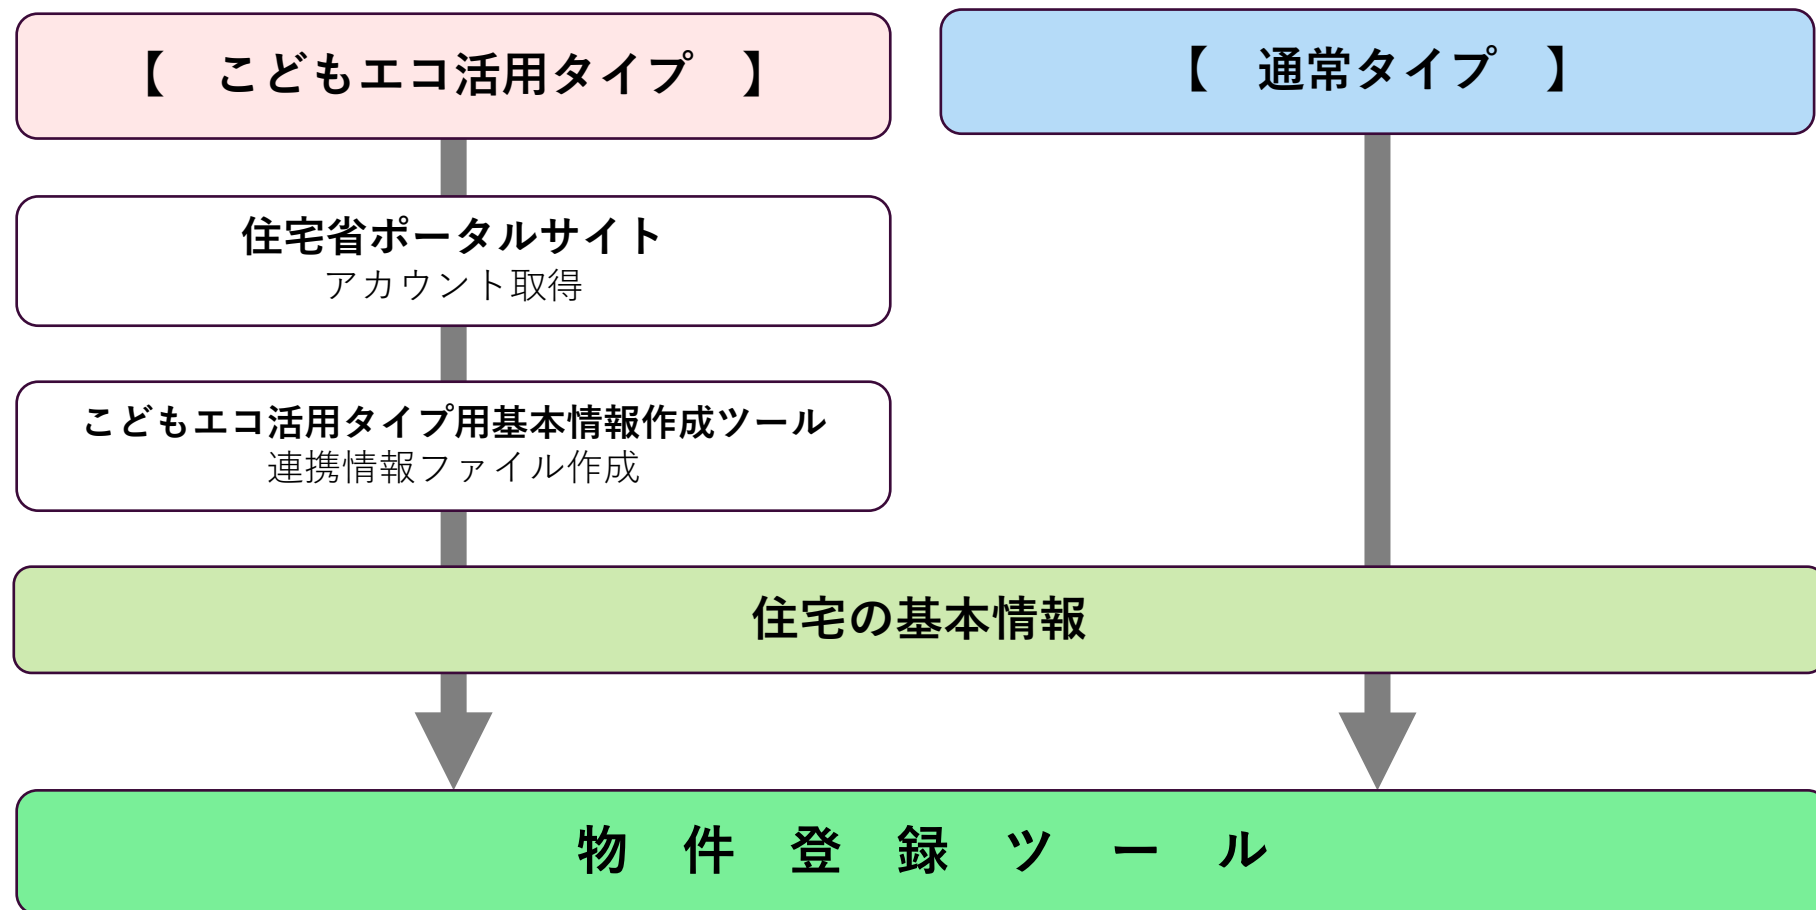 【　こどもエコ活用タイプ　】
【　通常タイプ　】
住宅省ポータルサイト
アカウント取得
こどもエコ活用タイプ用基本情報作成ツール
連携情報ファイル作成
住宅の基本情報
物　件　登　録　ツ　ー　ル